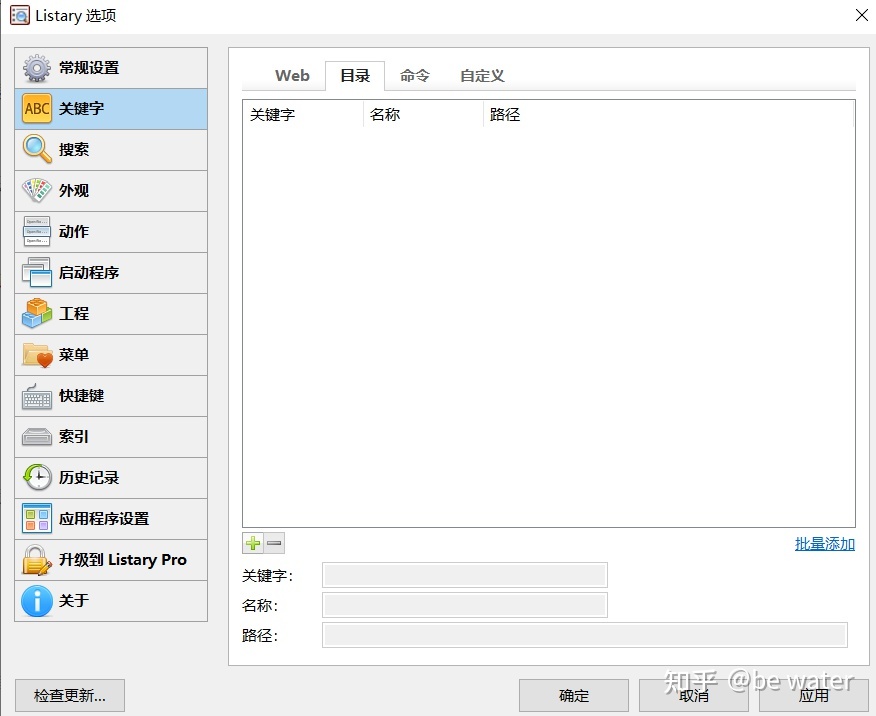 Listary 选项
常规设置
ABC 关键字
搜索
外观
动作
启动程序
工程
菜单
快捷键
索引
历史记录
应用程序设置
升级到 Listary Pro
关于
Web 目录 命令 自定义
关键字 名称 路径
批量添加
关键字:
名称:
路径:
检查更新... 确定 取消 应用
知乎 @be water